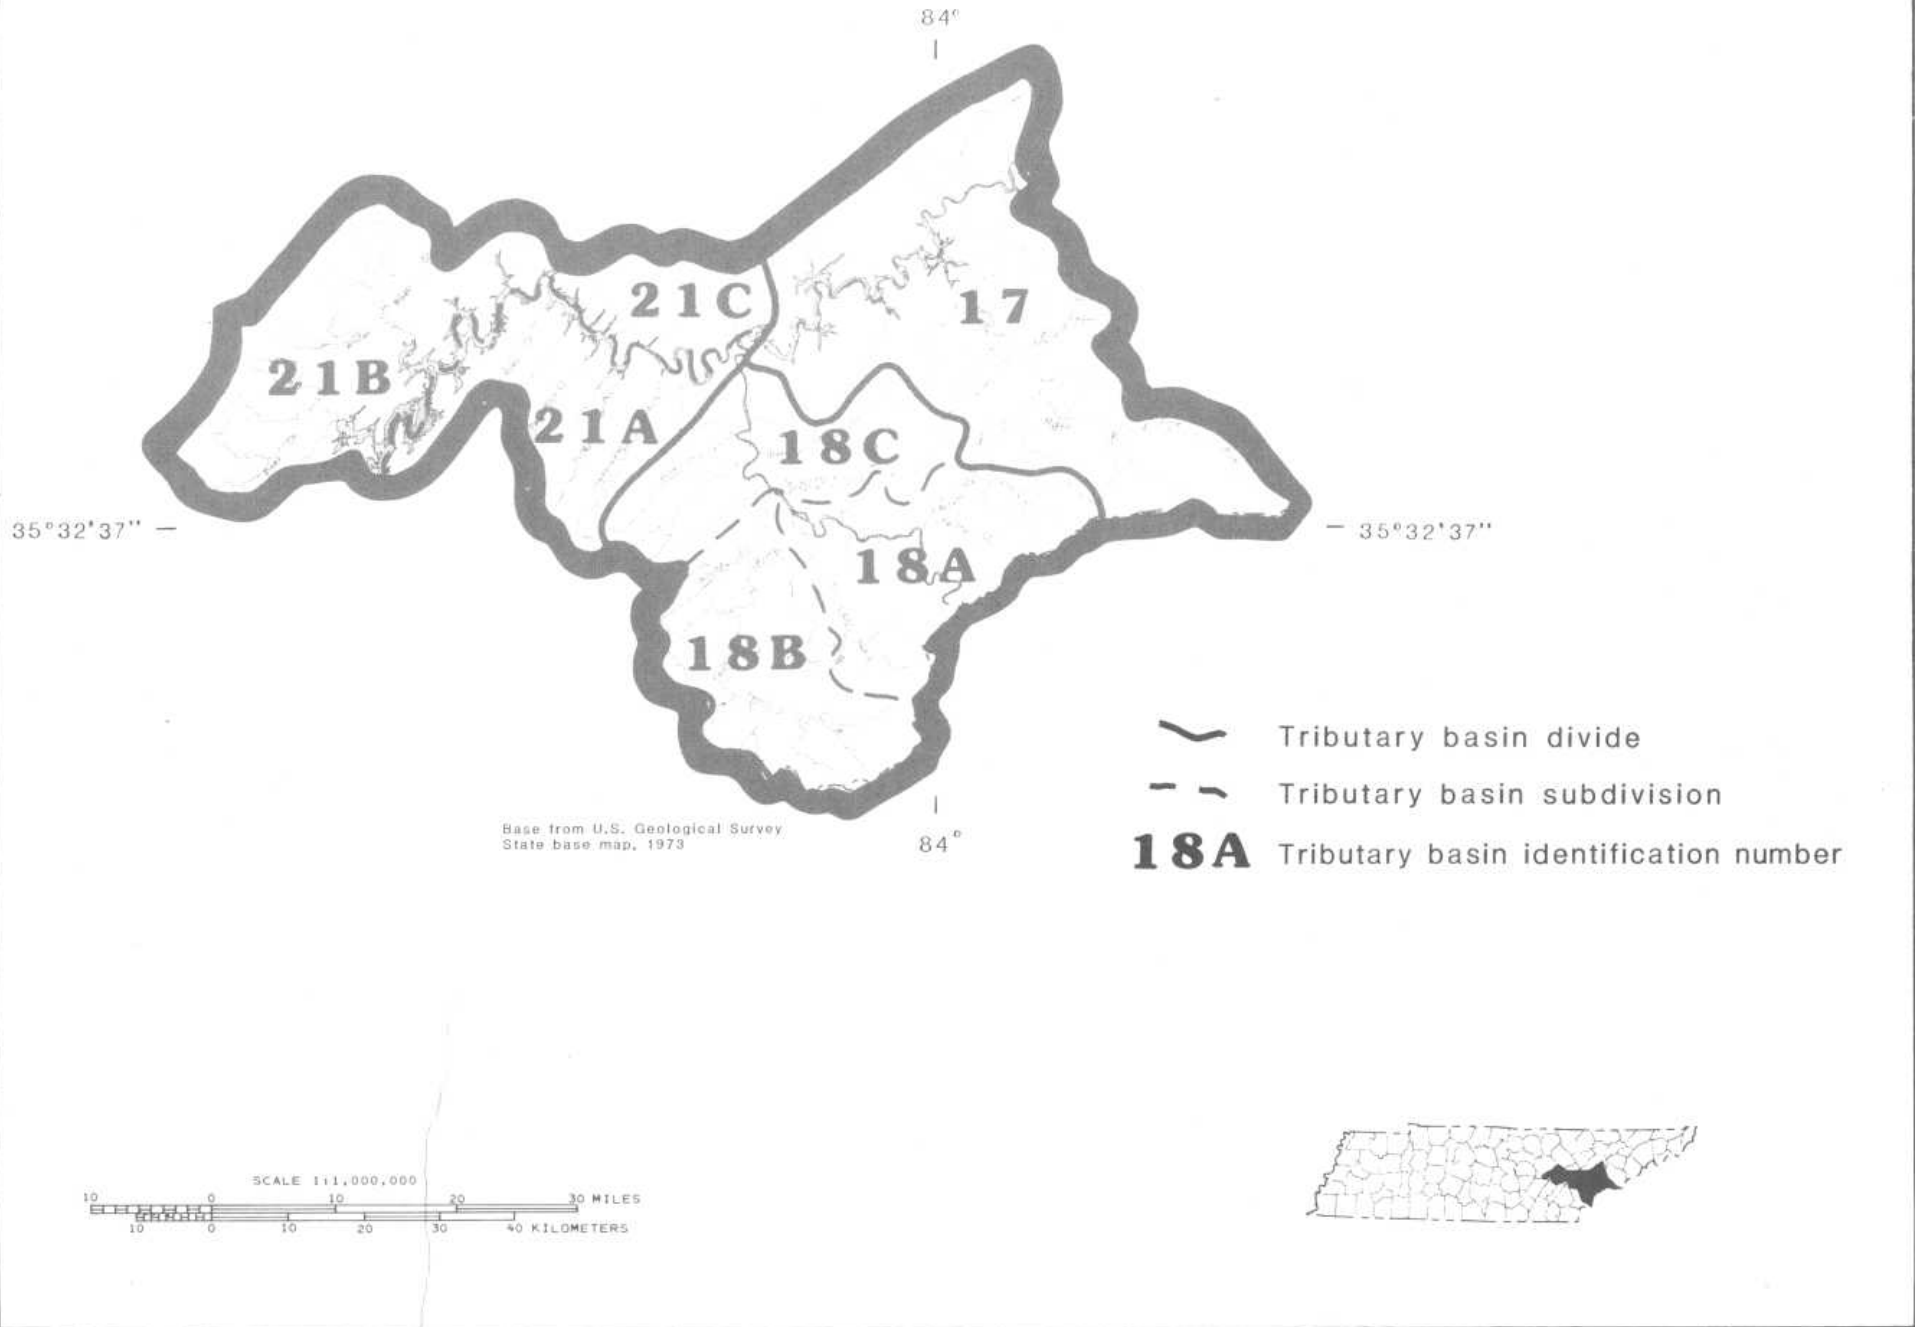 84°
21C
17
21B
21A
18C
35°32'37"
35°32'37"
18A
18B
Tributary basin divide
Tributary basin subdivision
Base from U.S. Geological Survey
State base map, 1973
84°
18A Tributary basin identification number
SCALE 1:1,000,000
10 0 10 20 30 MILES
10 0 10 20 30 40 KILOMETERS